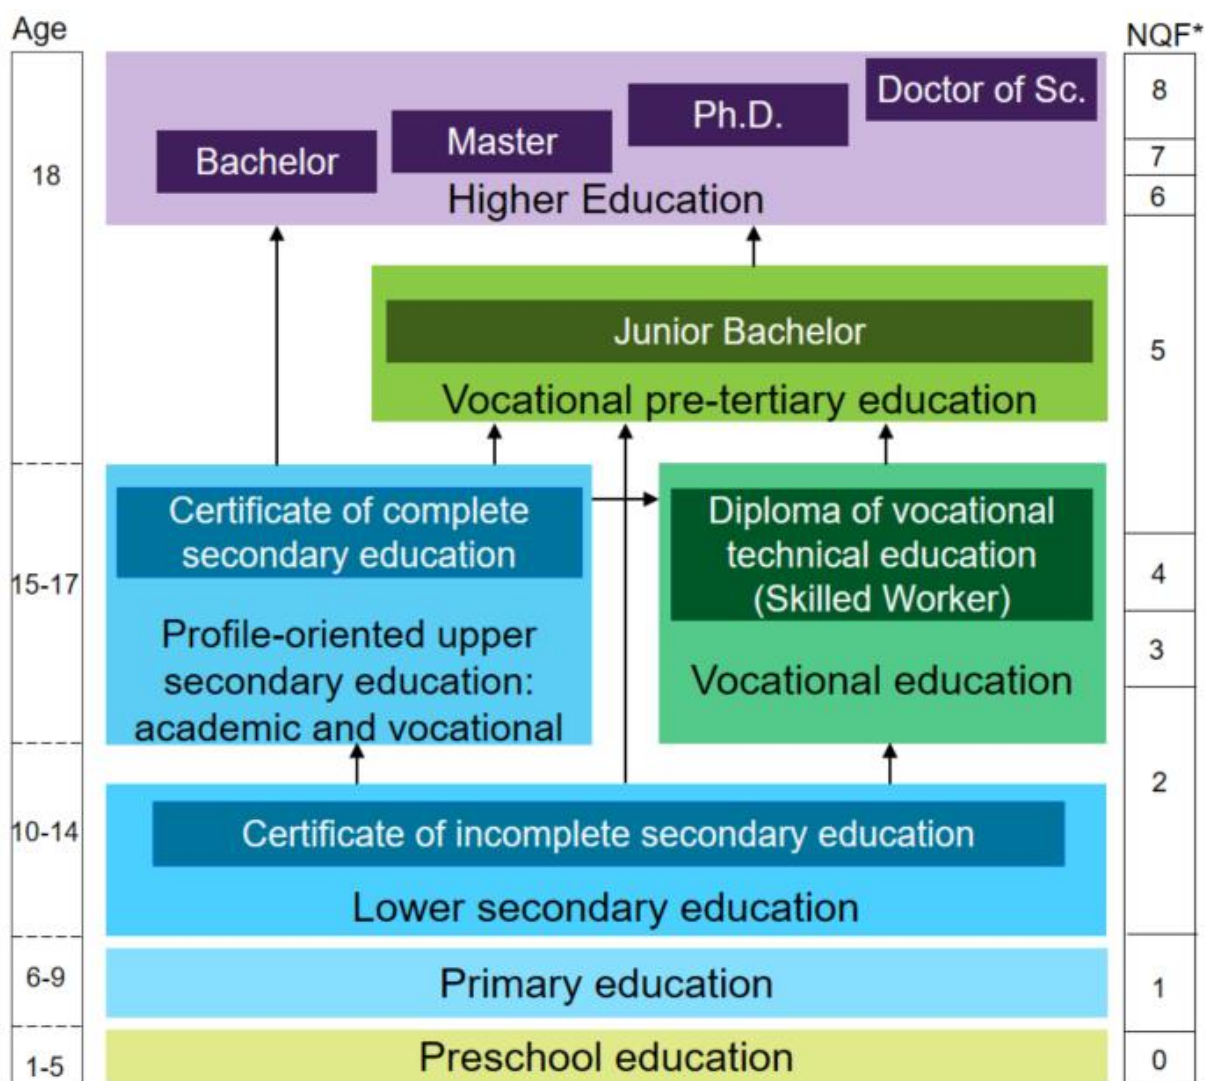 Age
NQF*
Doctor of Sc.
8
Ph.D.
Master
Bachelor
7
18
6
Higher Education
Junior Bachelor
5
Vocational pre-tertiary education
Certificate of complete
secondary education
Diploma of vocational
technical education
(Skilled Worker)
4
15-17
Profile-oriented upper
secondary education:
academic and vocational
3
Vocational education
2
10-14
Certificate of incomplete secondary education
Lower secondary education
6-9
Primary education
1
1-5
Preschool education
0